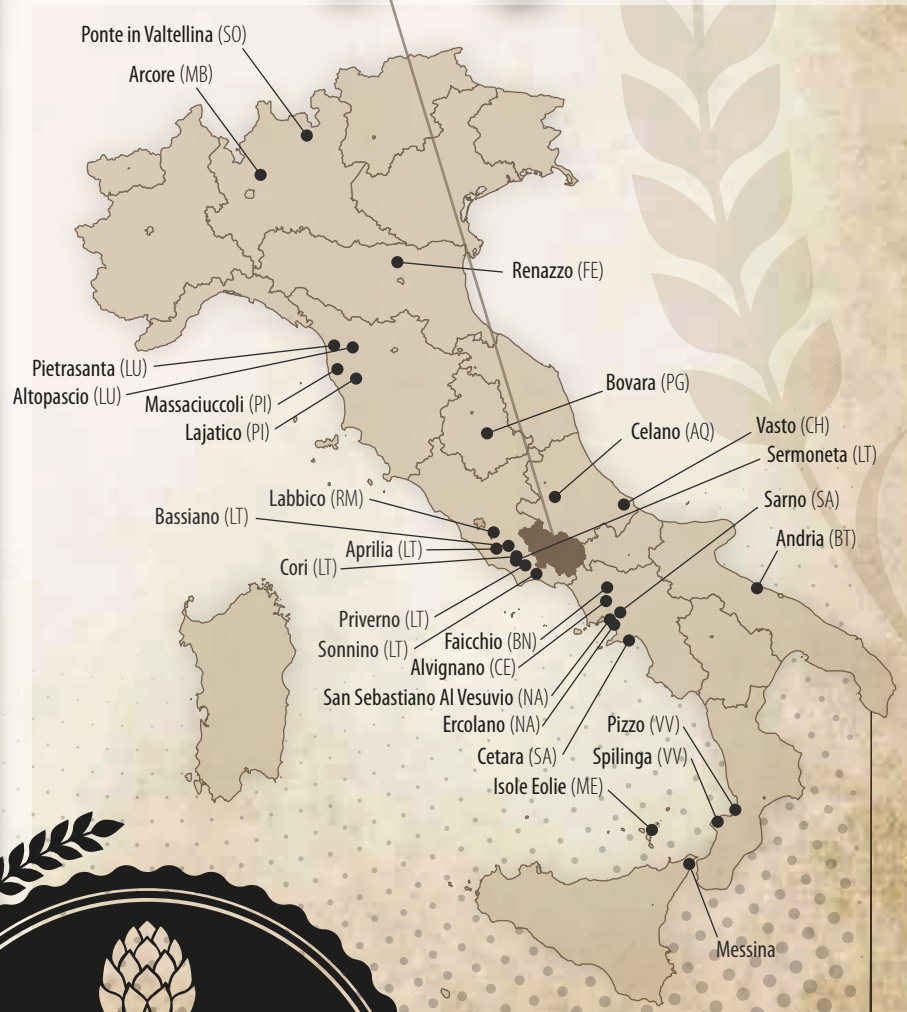 Ponte in Valtellina (SO)
Arcore (MB)
Renazzo (FE)
Pietrasanta (LU)
Altopascio (LU)
Massaciuccoli (PI)
Lajatico (PI)
Bovara (PG)
Celano (AQ)
Vasto (CH)
Sermoneta (LT)
Sarno (SA)
Andria (BT)
Labbico (RM)
Bassiano (LT)
Aprilia (LT)
Cori (LT)
Priverno (LT)
Sonnino (LT)
Faicchio (BN)
Alvignano (CE)
San Sebastiano Al Vesuvio (NA)
Ercolano (NA)
Cetara (SA)
Pizzo (VV)
Spilinga (VV)
Isole Eolie (ME)
Messina